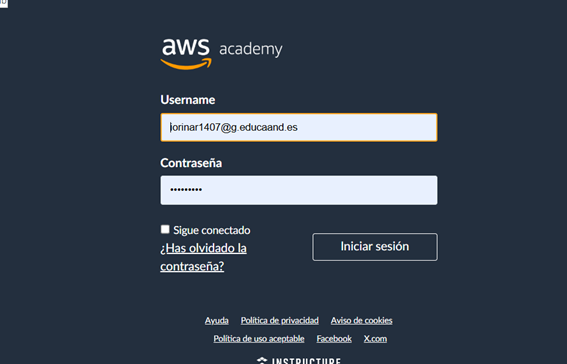 aws academy
Username
jorinar1407@g.educaand.es
Contraseña
•••••••••
Sigue conectado
¿Has olvidado la
contraseña?
Iniciar sesión
Ayuda Política de privacidad Aviso de cookies
Política de uso aceptable Facebook X.com
INSTRUCTURE